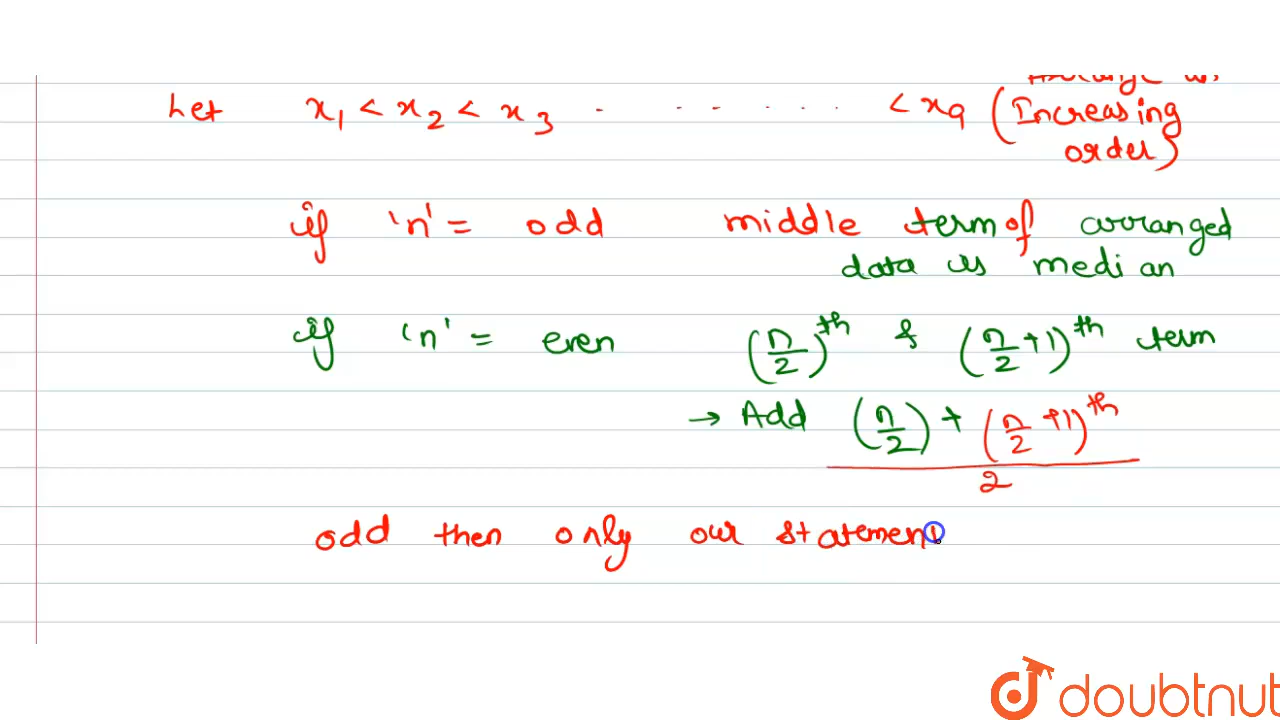 Let x₁ < x₂ < x₃ - - - - . . . . < x₉ (Increasing
order)
if 'n' = odd middle term of arranged
data is median
if 'n' = even (n/2)^th & (n/2 +1)^th term
→ Add (n/2) + (n/2 +1)^th
2
odd then only our statemen
doubtnut